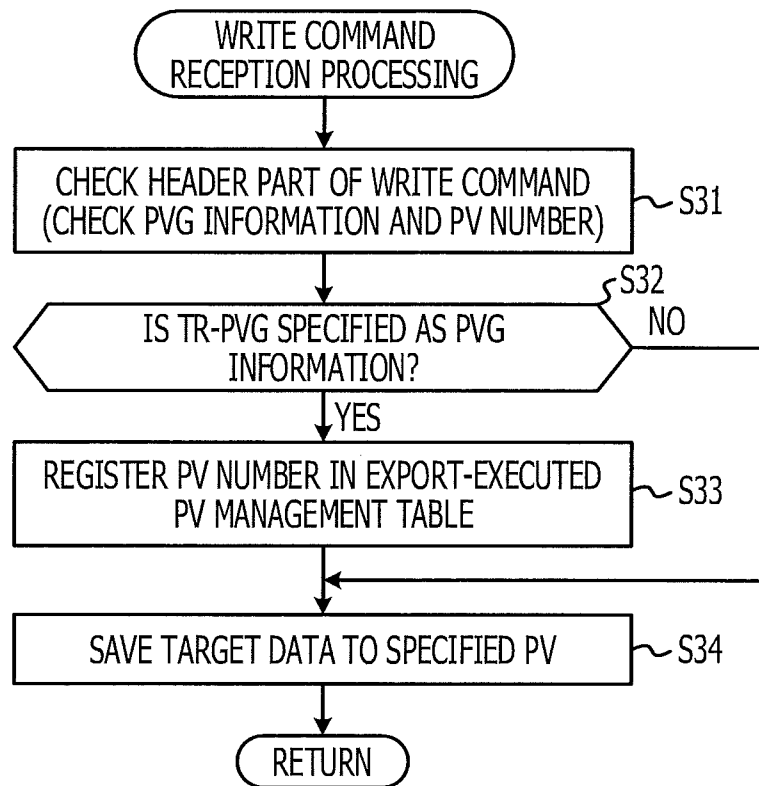 WRITE COMMAND
RECEPTION PROCESSING
CHECK HEADER PART OF WRITE COMMAND
(CHECK PVG INFORMATION AND PV NUMBER)
S31
S32
IS TR-PVG SPECIFIED AS PVG
INFORMATION?
NO
YES
REGISTER PV NUMBER IN EXPORT-EXECUTED
PV MANAGEMENT TABLE
S33
SAVE TARGET DATA TO SPECIFIED PV
S34
RETURN